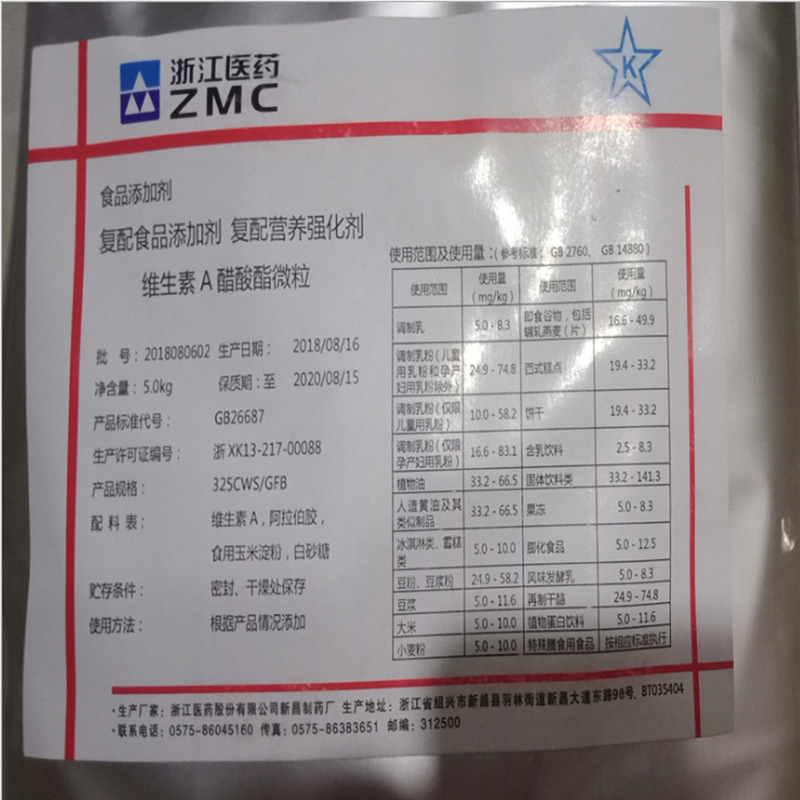 浙江医药
ZMC
K
食品添加剂
复配食品添加剂 复配营养强化剂
维生素A醋酸酯微粒
批 号：2018080602 生产日期： 2018/08/16
净含量：5.0kg 保质期：至 2020/08/15
产品标准代号： GB26687
生产许可证编号： 浙XK13-217-00088
产品规格： 325CWS/GFB
配 料 表： 维生素A，阿拉伯胶，
食用玉米淀粉，白砂糖
贮存条件： 密封、干燥处保存
使用方法： 根据产品情况添加
使用范围及使用量：（参考标准：GB 2760、GB 14880）
使用范围 使用量（mg/kg） 使用范围 使用量（mg/kg）
调制乳 5.0 - 8.3 即食谷物，包括辗轧燕麦（片） 16.6 - 49.9
调制乳粉（儿童用乳粉和孕产妇用乳粉除外） 24.9 - 74.8 西式糕点 19.4 - 33.2
调制乳粉（仅限儿童用乳粉） 10.0 - 58.2 饼干 19.4 - 33.2
调制乳粉（仅限孕产妇用乳粉） 16.6 - 83.1 含乳饮料 2.5 - 8.3
植物油 33.2 - 66.5 固体饮料类 33.2 - 141.3
人造黄油及其类似制品 33.2 - 66.5 果冻 5.0 - 8.3
冰淇淋类、雪糕类 5.0 - 10.0 膨化食品 5.0 - 12.5
豆粉、豆浆粉 24.9 - 58.2 风味发酵乳 5.0 - 8.3
豆浆 5.0 - 11.6 再制干酪 24.9 - 74.8
大米 5.0 - 10.0 植物蛋白饮料 5.0 - 11.6
小麦粉 5.0 - 10.0 特殊膳食用食品 按相应标准执行
·生产厂家：浙江医药股份有限公司新昌制药厂 生产地址：浙江省绍兴市新昌县羽林街道新昌大道东路98号. BT035404
·联系电话：0575-86045160 传真：0575-86383651 邮编：312500